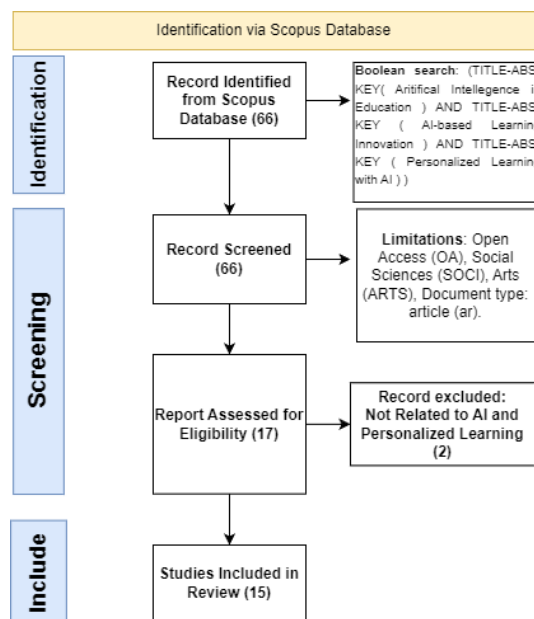 Identification via Scopus Database
Identification
Record Identified
from Scopus
Database (66)
Boolean search: (TITLE-ABS
KEY( Aritifical Intellegence i
Education ) AND TITLE-ABS
KEY ( AI-based Learnin
Innovation ) AND TITLE-ABS
KEY ( Personalized Learnin
with AI ) )
Screening
Record Screened
(66)
Limitations: Open
Access (OA), Social
Sciences (SOCI), Arts
(ARTS), Document type:
article (ar).
Report Assessed for
Eligibility (17)
Record excluded:
Not Related to AI and
Personalized Learning
(2)
Include
Studies Included in
Review (15)